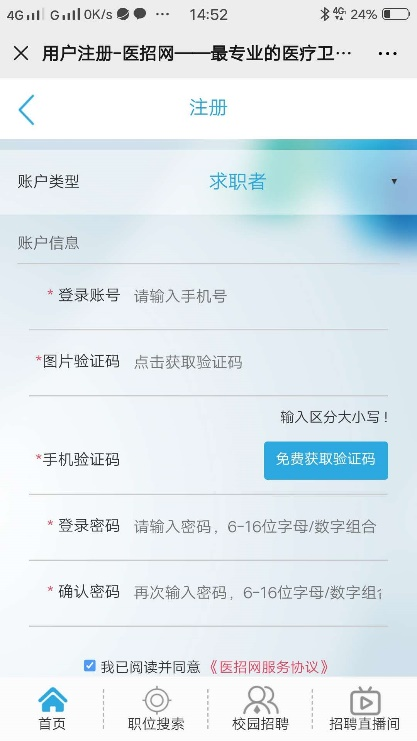 4G G 0K/s ··· 14:52 4G 24%
用户注册-医招网——最专业的医疗卫… ···
注册
账户类型 求职者
账户信息
* 登录账号 请输入手机号
*图片验证码 点击获取验证码
输入区分大小写！
*手机验证码 免费获取验证码
* 登录密码 请输入密码，6-16位字母/数字组合
* 确认密码 再次输入密码，6-16位字母/数字组
我已阅读并同意 《医招网服务协议》
首页 职位搜索 校园招聘 招聘直播间